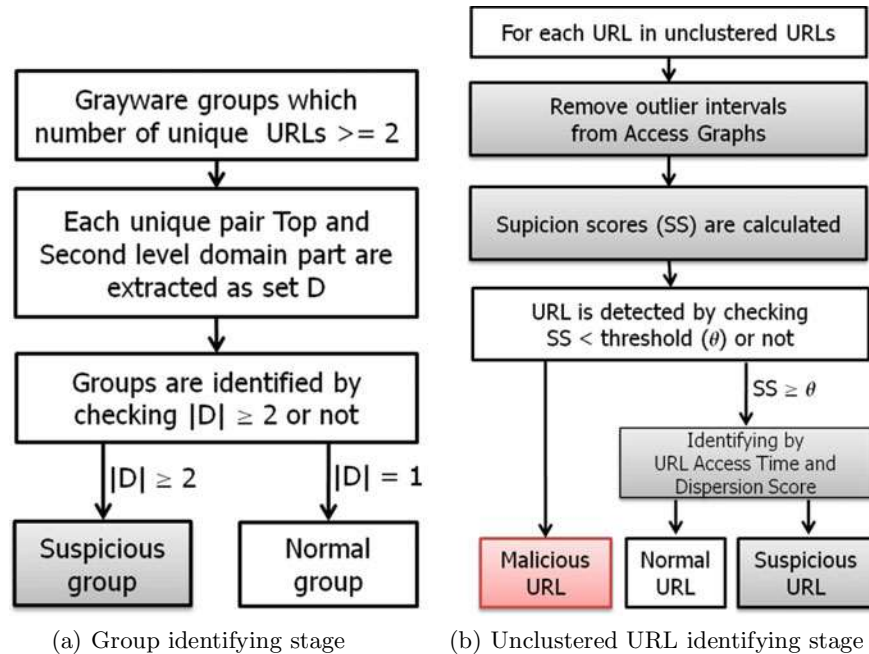 Grayware groups which
number of unique URLs >= 2
Each unique pair Top and
Second level domain part are
extracted as set D
Groups are identified by
checking |D| ≥ 2 or not
|D| ≥ 2
|D| = 1
Suspicious
group
Normal
group
(a) Group identifying stage
For each URL in unclustered URLs
Remove outlier intervals
from Access Graphs
Supicion scores (SS) are calculated
URL is detected by checking
SS < threshold (θ) or not
SS ≥ θ
Identifying by
URL Access Time and
Dispersion Score
Malicious
URL
Normal
URL
Suspicious
URL
(b) Unclustered URL identifying stage